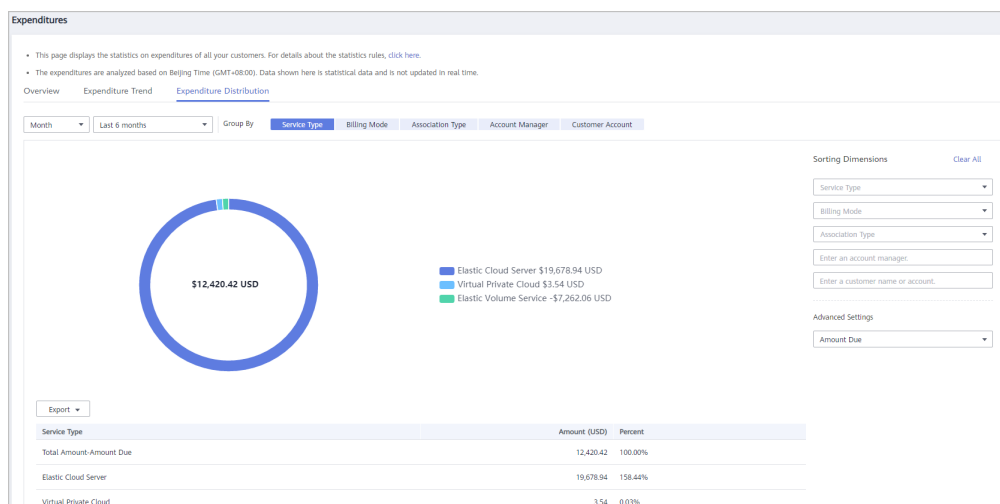 Expenditures
• This page displays the statistics on expenditures of all your customers. For details about the statistics rules, click here.
• The expenditures are analyzed based on Beijing Time (GMT+08:00). Data shown here is statistical data and is not updated in real time.
Overview Expenditure Trend Expenditure Distribution
Month Last 6 months Group By Service Type Billing Mode Association Type Account Manager Customer Account
Sorting Dimensions Clear All
Service Type
Billing Mode
Association Type
Enter an account manager.
Enter a customer name or account.
Advanced Settings
Amount Due
$12,420.42 USD
Elastic Cloud Server $19,678.94 USD
Virtual Private Cloud $3.54 USD
Elastic Volume Service -$7,262.06 USD
Export
Service Type Amount (USD) Percent
Total Amount-Amount Due 12,420.42 100.00%
Elastic Cloud Server 19,678.94 158.44%
Virtual Private Cloud 3.54 0.03%